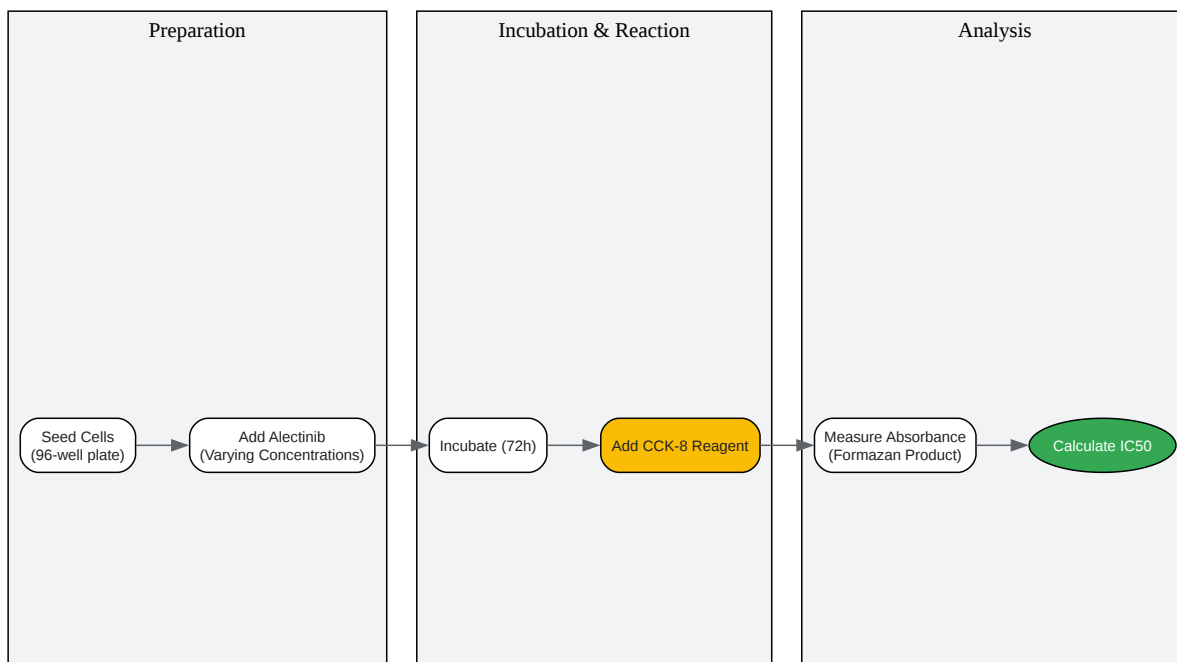 Preparation
Incubation & Reaction
Analysis
Seed Cells
(96-well plate)
Add Alectinib
(Varying Concentrations)
Incubate (72h)
Add CCK-8 Reagent
Measure Absorbance
(Formazan Product)
Calculate IC50